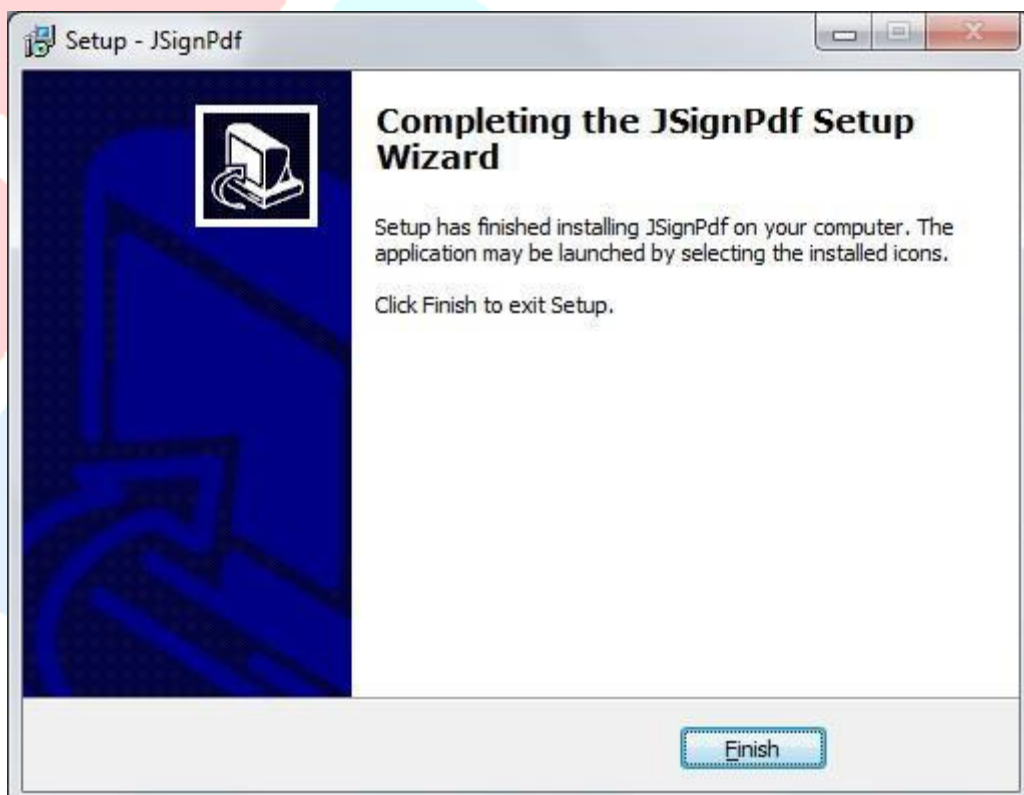 Setup - JSignPdf
Completing the JSignPdf Setup
Wizard
Setup has finished installing JSignPdf on your computer. The
application may be launched by selecting the installed icons.
Click Finish to exit Setup.
Finish